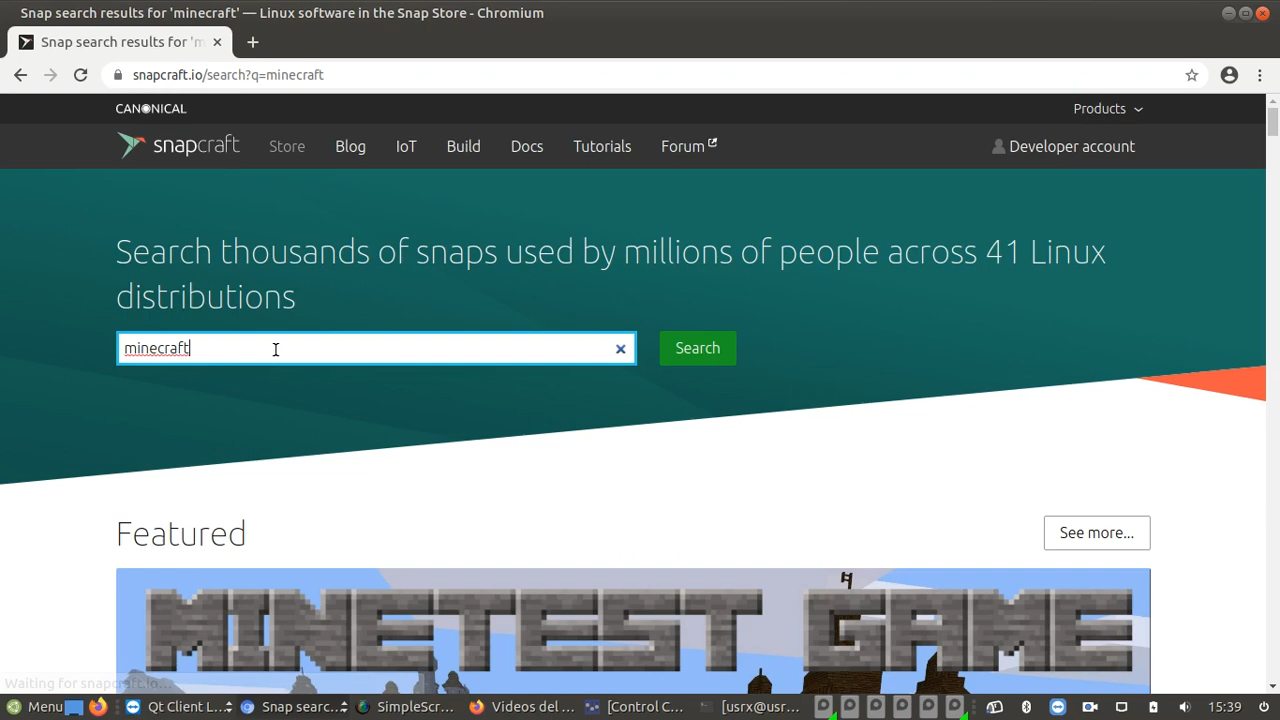 Snap search results for 'minecraft' — Linux software in the Snap Store - Chromium
Snap search results for 'm
snapcraft.io/search?q=minecraft
CANONICAL
Products
snapcraft Store Blog IoT Build Docs Tutorials Forum Developer account
Search thousands of snaps used by millions of people across 41 Linux
distributions
minecraft Search
Featured See more...
MINETEST GAME
Waiting for snapcraft.io...
Menu Qt Client L... Snap searc... SimpleScr... Videos del ... [Control C... [usrx@usr... 15:39